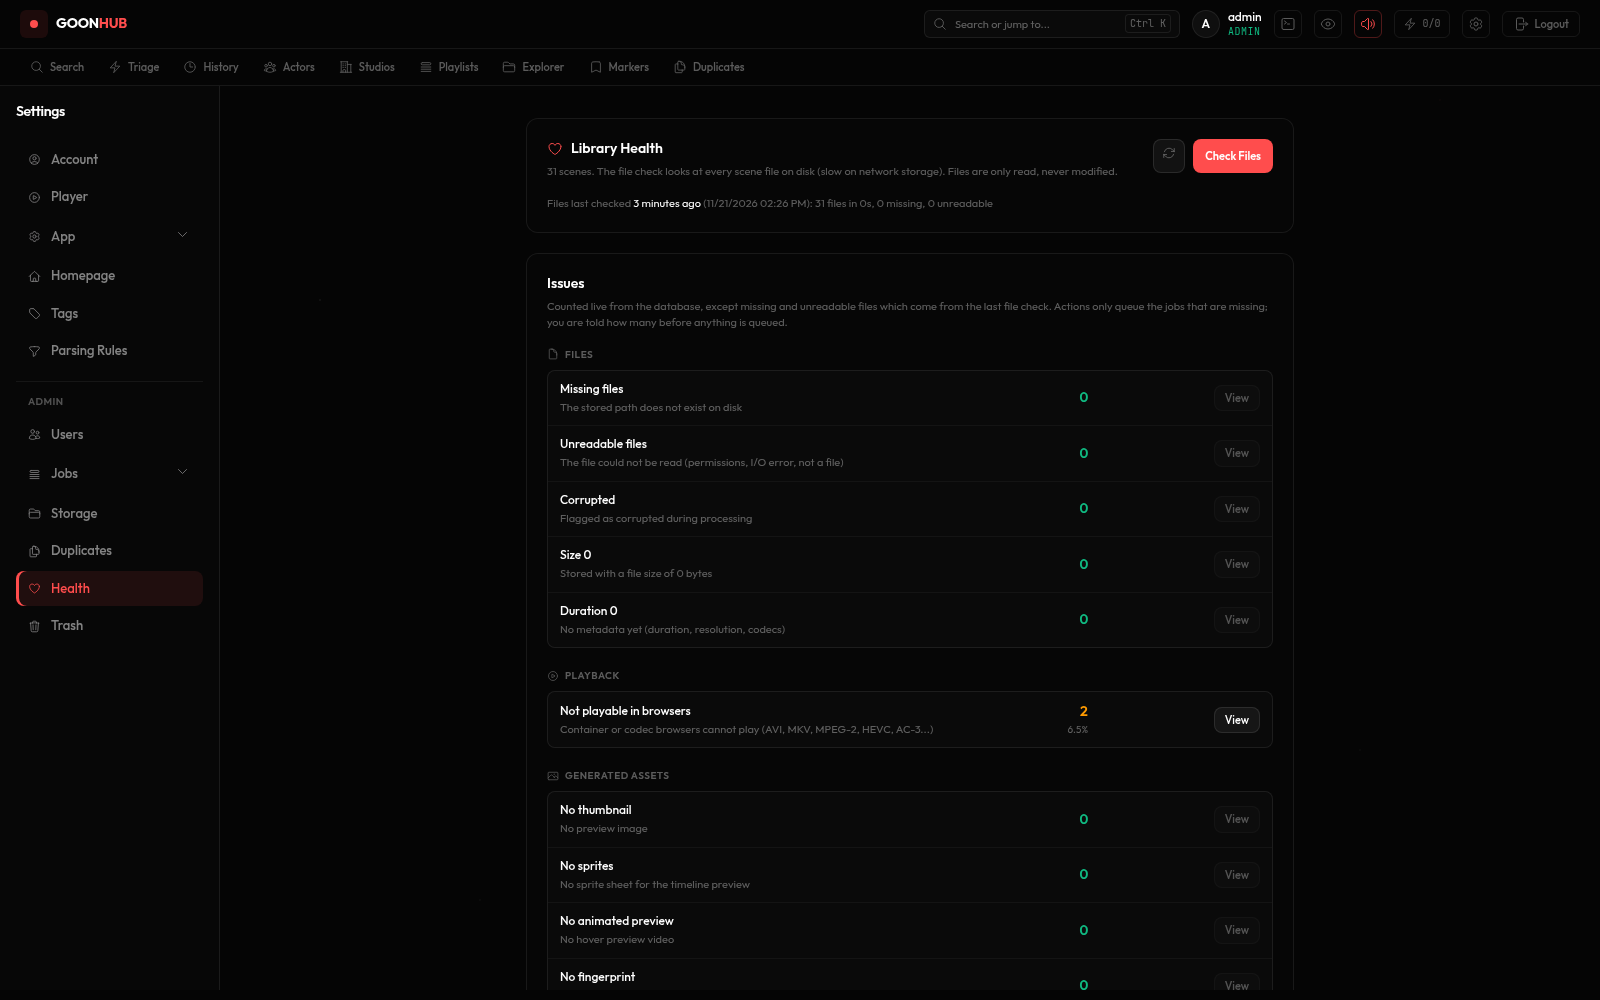 GOONHUB
Search or jump to...
Ctrl K
A
admin
ADMIN
0/0
Logout
Search
Triage
History
Actors
Studios
Playlists
Explorer
Markers
Duplicates
Settings
Account
Player
App
Homepage
Tags
Parsing Rules
ADMIN
Users
Jobs
Storage
Duplicates
Health
Trash
Library Health
31 scenes. The file check looks at every scene file on disk (slow on network storage). Files are only read, never modified.
Check Files
Files last checked 3 minutes ago (11/21/2026 02:26 PM): 31 files in 0s, 0 missing, 0 unreadable
Issues
Counted live from the database, except missing and unreadable files which come from the last file check. Actions only queue the jobs that are missing;
you are told how many before anything is queued.
FILES
Missing files
The stored path does not exist on disk
0
View
Unreadable files
The file could not be read (permissions, I/O error, not a file)
0
View
Corrupted
Flagged as corrupted during processing
0
View
Size 0
Stored with a file size of 0 bytes
0
View
Duration 0
No metadata yet (duration, resolution, codecs)
0
View
PLAYBACK
Not playable in browsers
Container or codec browsers cannot play (AVI, MKV, MPEG-2, HEVC, AC-3...)
2
6.5%
View
GENERATED ASSETS
No thumbnail
No preview image
0
View
No sprites
No sprite sheet for the timeline preview
0
View
No animated preview
No hover preview video
0
View
No fingerprint
0
View